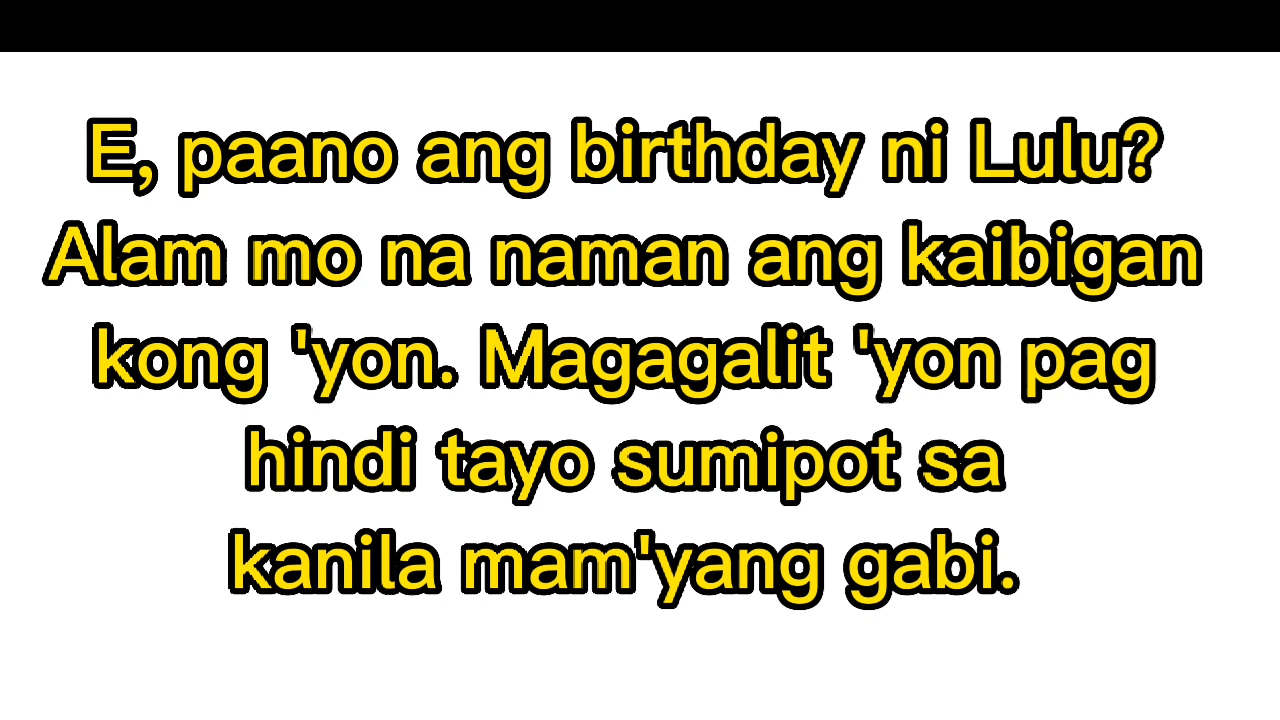 E, paano ang birthday ni Lulu?
Alam mo na naman ang kaibigan
kong 'yon. Magagalit 'yon pag
hindi tayo sumipot sa
kanila mam'yang gabi.